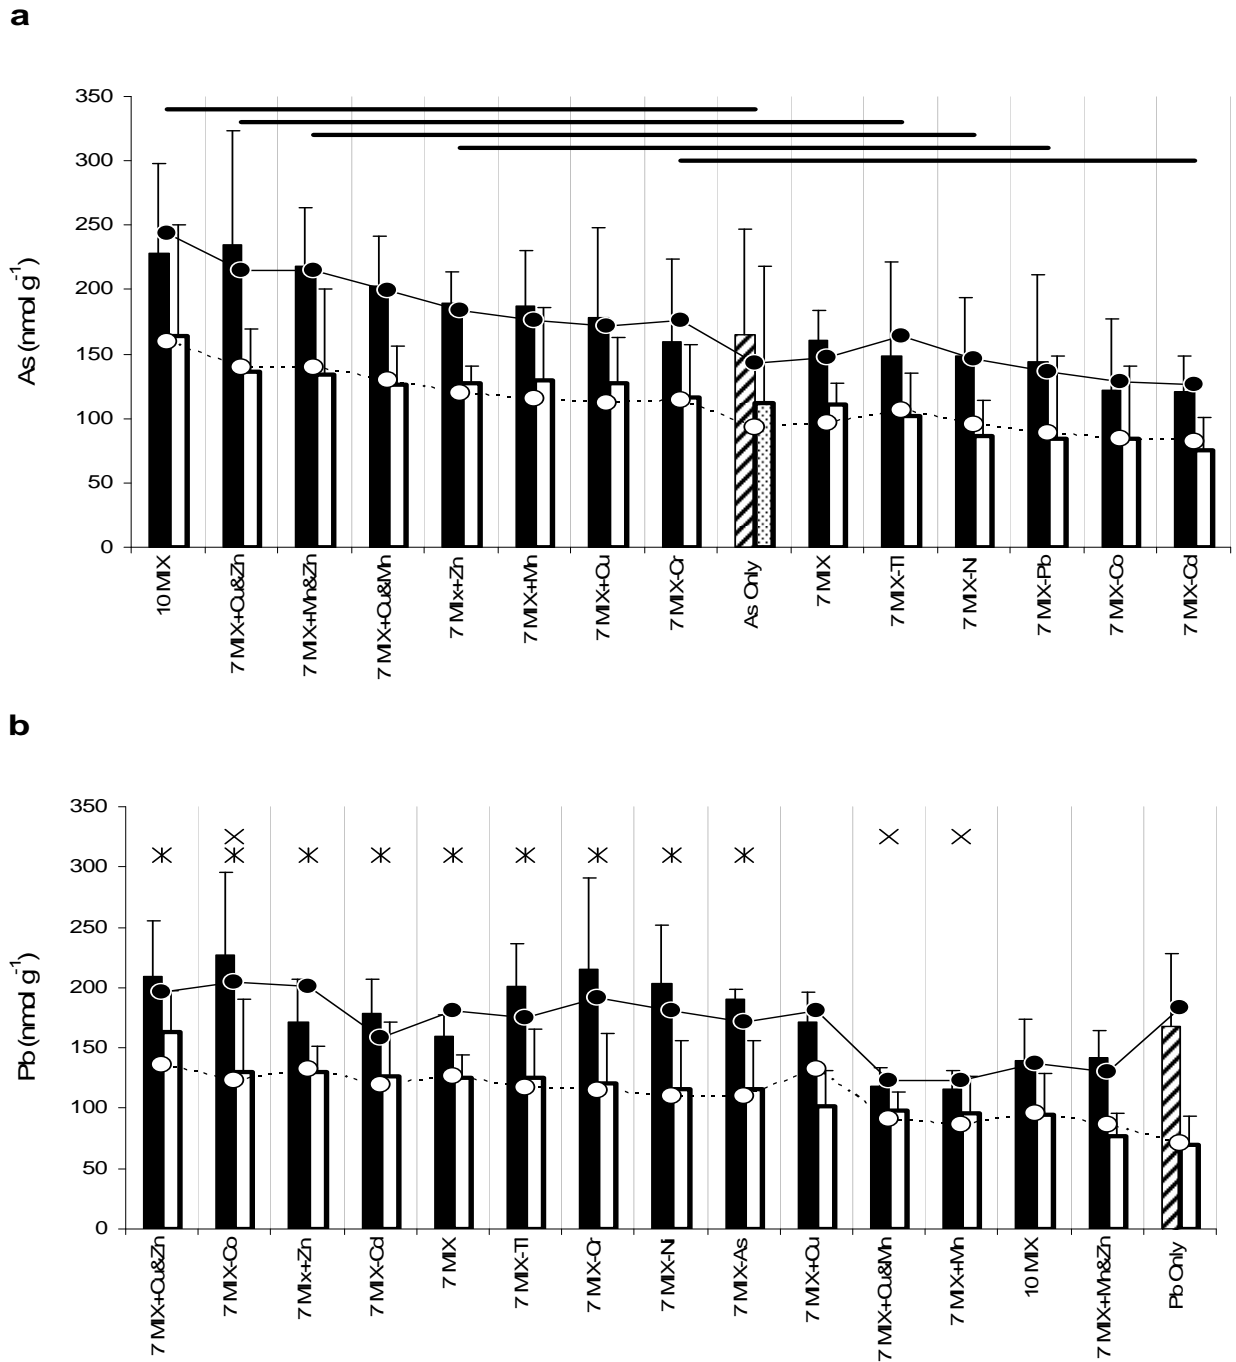 a
350
300
250
200
150
100
50
0
As (nmol g-1)
10 MIX
7 MIX+Cu&Zn
7 MIX+Mn&Zn
7 MIX+Cu&Mn
7 MIx+Zn
7 MIX+Mn
7 MIX+Cu
7 MIX-Cr
As Only
7 MIX
7 MIX-Tl
7 MIX-Ni
7 MIX-Pb
7 MIX-Co
7 MIX-Cd
b
350
300
250
200
150
100
50
0
Pb (nmol g-1)
7 MIX+Cu&Zn
7 MIX-Co
7 MIx+Zn
7 MIX-Cd
7 MIX
7 MIX-Tl
7 MIX-Cr
7 MIX-Ni
7 MIX-As
7 MIX+Cu
7 MIX+Cu&Mn
7 MIX+Mn
10 MIX
7 MIX+Mn&Zn
Pb Only